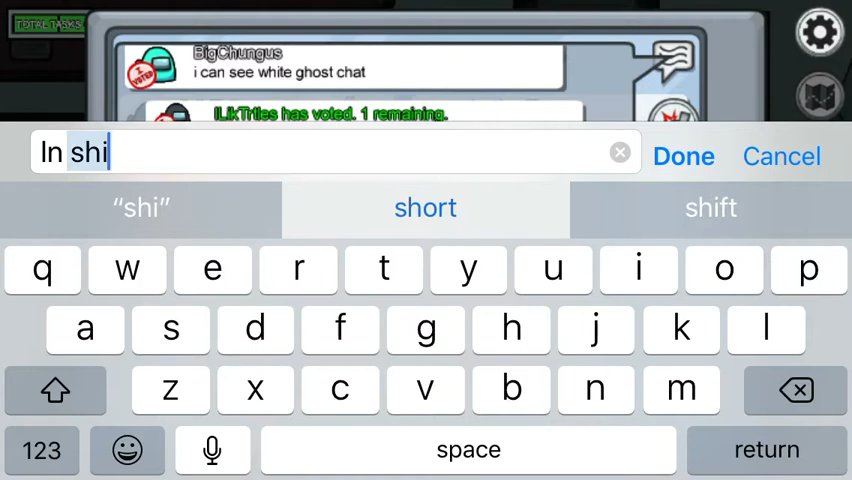 TOTAL TASKS
BigChungus
i can see white ghost chat
I VOTED
ILikTrtles has voted. 1 remaining.
In shi
Done
Cancel
“shi”
short
shift
q w e r t y u i o p
a s d f g h j k l
z x c v b n m
123
space
return